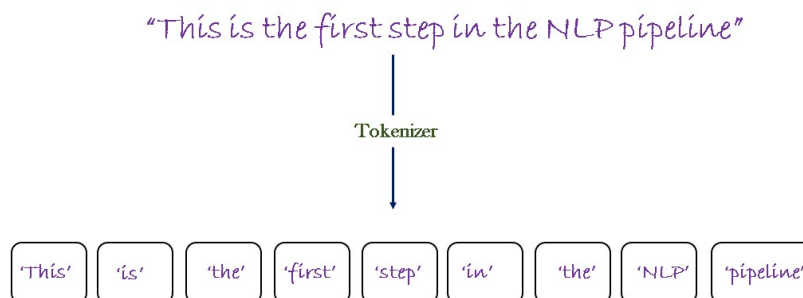 “This is the first step in the NLP pipeline”
Tokenizer
‘This’ ‘is’ ‘the’ ‘first’ ‘step’ ‘in’ ‘the’ ‘NLP’ ‘pipeline’